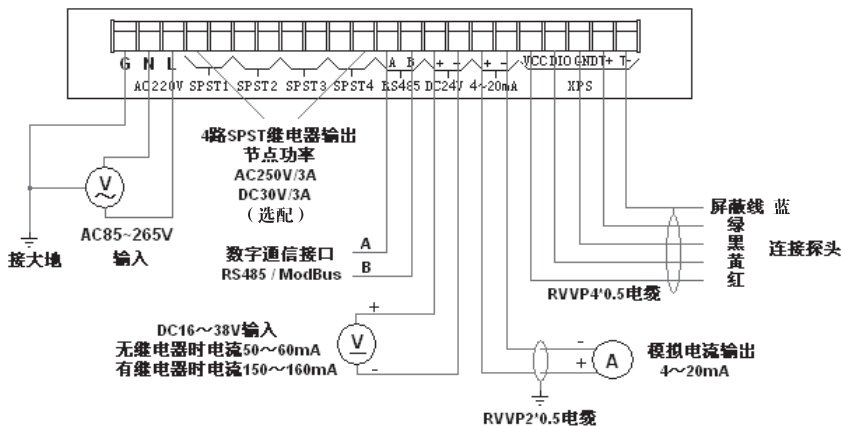 G N L A B + - + - VCC DIO GND T+ T-
AC220V SPST1 SPST2 SPST3 SPST4 RS485 DC24V 4~20mA XPS
4路SPST继电器输出
节点功率
AC250V/3A
DC30V/3A
（选配）
V
AC85~265V
输入
接大地
数字通信接口
RS485 / ModBus
A
B
屏蔽线 蓝
绿
黑
黄
红
连接探头
RVVP4*0.5电缆
DC16～38V输入
无继电器时电流50～60mA
有继电器时电流150～160mA
+
V
-
-
+
A
模拟电流输出
4～20mA
RVVP2*0.5电缆